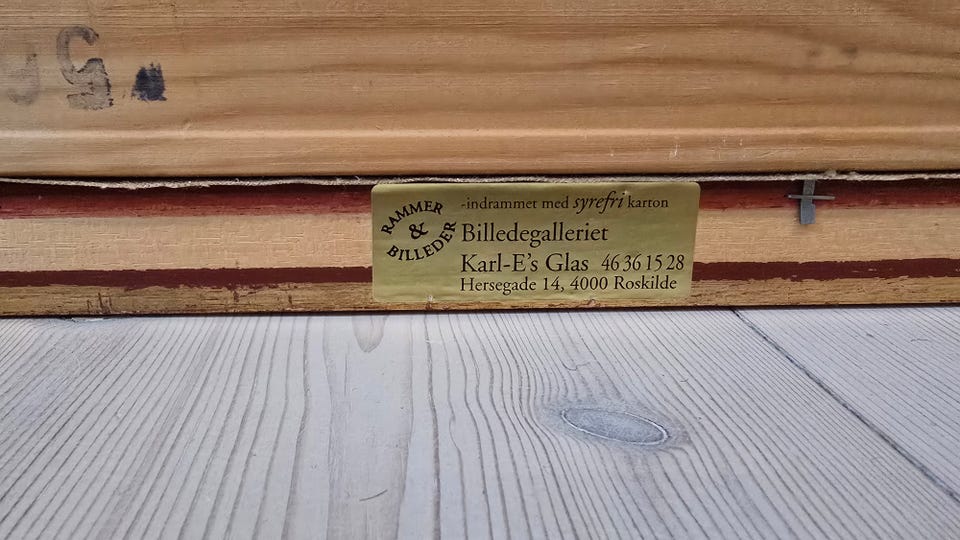 RAMMER
&
BILLEDER
-indrammet med syrefri karton
Billedegalleriet
Karl-E's Glas 46 36 15 28
Hersegade 14, 4000 Roskilde